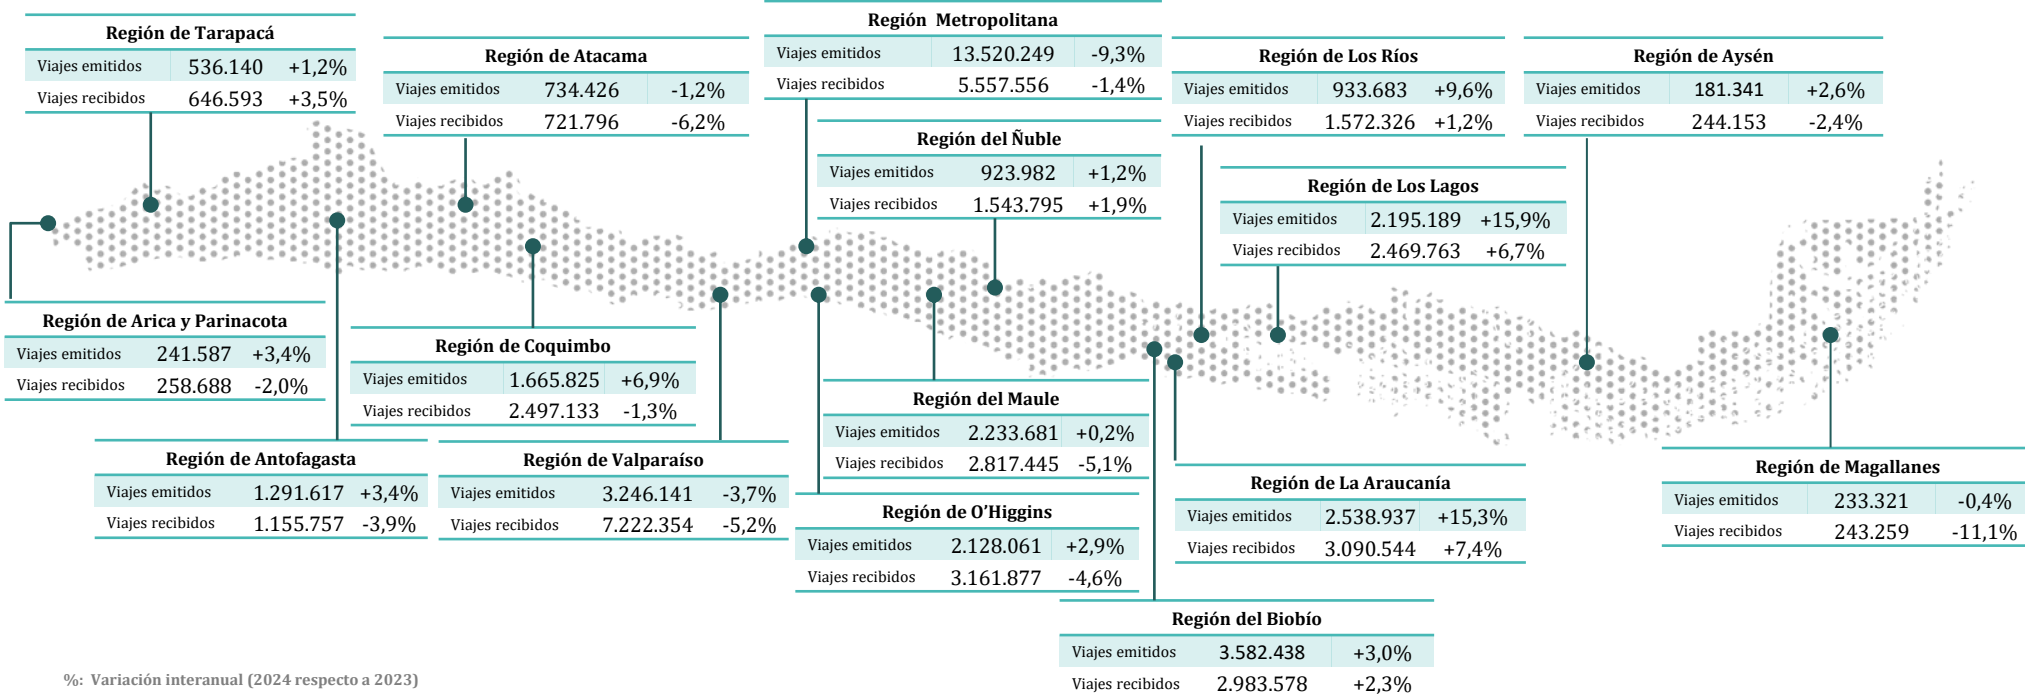 Región de Tarapacá
Viajes emitidos 536.140 +1,2%
Viajes recibidos 646.593 +3,5%
Región de Atacama
Viajes emitidos 734.426 -1,2%
Viajes recibidos 721.796 -6,2%
Región Metropolitana
Viajes emitidos 13.520.249 -9,3%
Viajes recibidos 5.557.556 -1,4%
Región del Ñuble
Viajes emitidos 923.982 +1,2%
Viajes recibidos 1.543.795 +1,9%
Región de Los Ríos
Viajes emitidos 933.683 +9,6%
Viajes recibidos 1.572.326 +1,2%
Región de Los Lagos
Viajes emitidos 2.195.189 +15,9%
Viajes recibidos 2.469.763 +6,7%
Región de Aysén
Viajes emitidos 181.341 +2,6%
Viajes recibidos 244.153 -2,4%
Región de Arica y Parinacota
Viajes emitidos 241.587 +3,4%
Viajes recibidos 258.688 -2,0%
Región de Antofagasta
Viajes emitidos 1.291.617 +3,4%
Viajes recibidos 1.155.757 -3,9%
Región de Coquimbo
Viajes emitidos 1.665.825 +6,9%
Viajes recibidos 2.497.133 -1,3%
Región de Valparaíso
Viajes emitidos 3.246.141 -3,7%
Viajes recibidos 7.222.354 -5,2%
Región del Maule
Viajes emitidos 2.233.681 +0,2%
Viajes recibidos 2.817.445 -5,1%
Región de O’Higgins
Viajes emitidos 2.128.061 +2,9%
Viajes recibidos 3.161.877 -4,6%
Región de La Araucanía
Viajes emitidos 2.538.937 +15,3%
Viajes recibidos 3.090.544 +7,4%
Región de Magallanes
Viajes emitidos 233.321 -0,4%
Viajes recibidos 243.259 -11,1%
Región del Biobío
Viajes emitidos 3.582.438 +3,0%
Viajes recibidos 2.983.578 +2,3%
%: Variación interanual (2024 respecto a 2023)